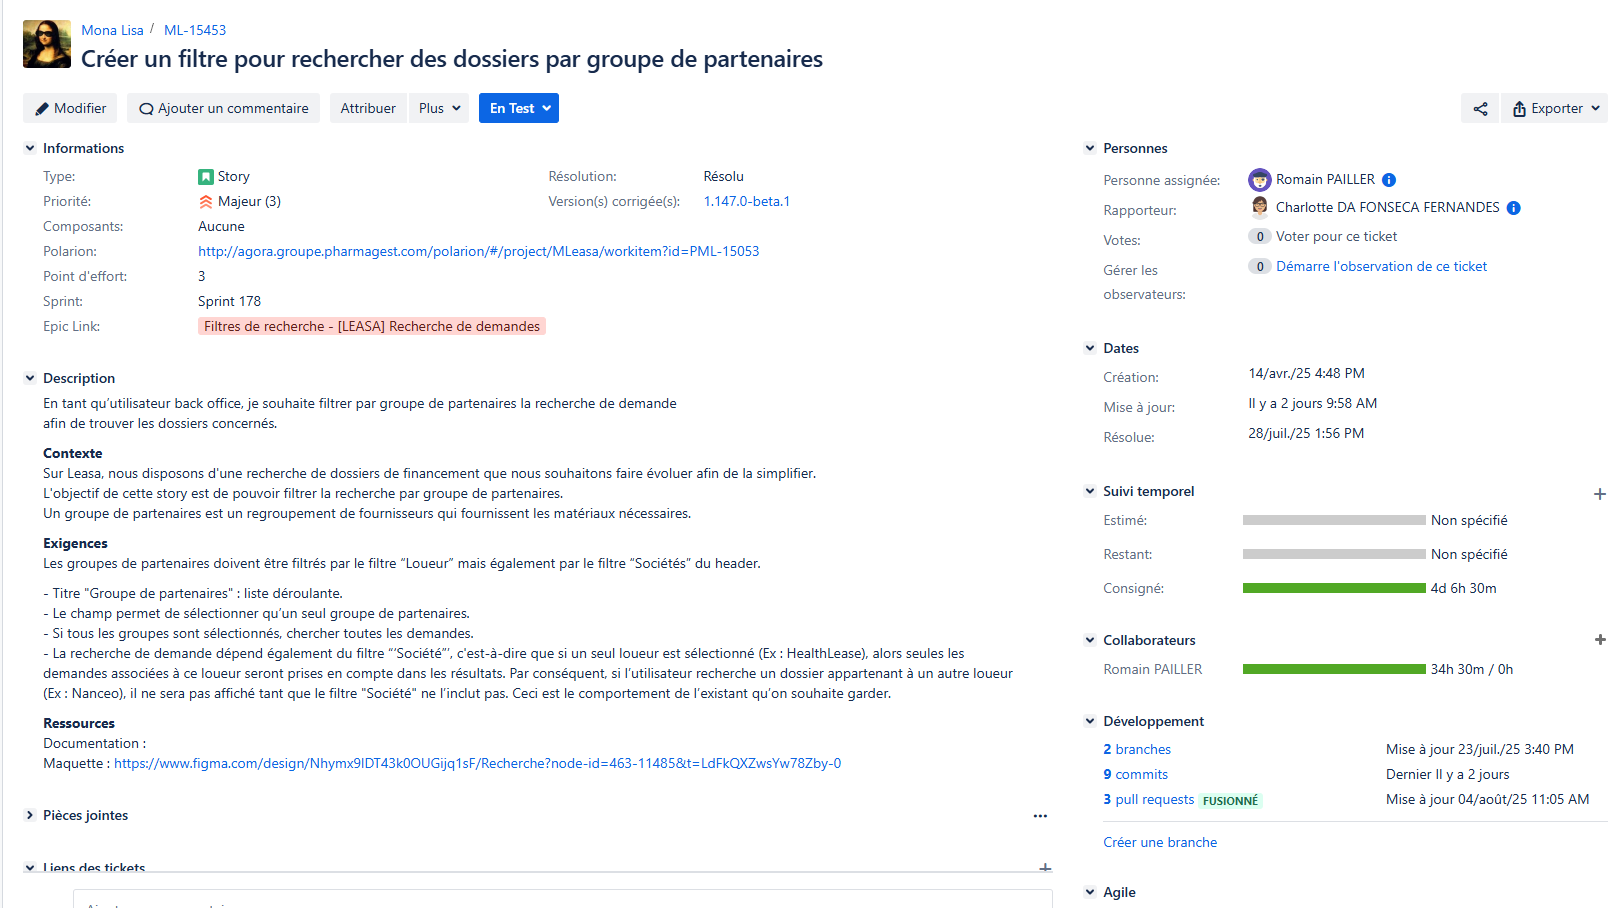 Mona Lisa / ML-15453
Créer un filtre pour rechercher des dossiers par groupe de partenaires
Modifier
Ajouter un commentaire
Attribuer
Plus
En Test
Exporter
Informations
Type: Story
Résolution: Résolu
Priorité: Majeur (3)
Version(s) corrigée(s): 1.147.0-beta.1
Composants: Aucune
Polarion: http://agora.groupe.pharmagest.com/polarion/#/project/MLeasa/workitem?id=PML-15053
Point d'effort: 3
Sprint: Sprint 178
Epic Link: Filtres de recherche - [LEASA] Recherche de demandes
Description
En tant qu’utilisateur back office, je souhaite filtrer par groupe de partenaires la recherche de demande
afin de trouver les dossiers concernés.
Contexte
Sur Leasa, nous disposons d'une recherche de dossiers de financement que nous souhaitons faire évoluer afin de la simplifier.
L'objectif de cette story est de pouvoir filtrer la recherche par groupe de partenaires.
Un groupe de partenaires est un regroupement de fournisseurs qui fournissent les matériaux nécessaires.
Exigences
Les groupes de partenaires doivent être filtrés par le filtre “Loueur” mais également par le filtre “Sociétés” du header.
- Titre "Groupe de partenaires" : liste déroulante.
- Le champ permet de sélectionner qu’un seul groupe de partenaires.
- Si tous les groupes sont sélectionnés, chercher toutes les demandes.
- La recherche de demande dépend également du filtre “‘Société”’, c'est-à-dire que si un seul loueur est sélectionné (Ex : HealthLease), alors seules les
demandes associées à ce loueur seront prises en compte dans les résultats. Par conséquent, si l’utilisateur recherche un dossier appartenant à un autre loueur
(Ex : Nanceo), il ne sera pas affiché tant que le filtre "Société" ne l’inclut pas. Ceci est le comportement de l’existant qu’on souhaite garder.
Ressources
Documentation :
Maquette : https://www.figma.com/design/Nhymx9IDT43k0OUGijq1sF/Recherche?node-id=463-11485&t=LdFkQXZwsYw78Zby-0
Pièces jointes
Liens des tickets
Personnes
Personne assignée: Romain PAILLER
Rapporteur: Charlotte DA FONSECA FERNANDES
Votes: 0 Voter pour ce ticket
Gérer les observateurs: 0 Démarre l'observation de ce ticket
Dates
Création: 14/avr./25 4:48 PM
Mise à jour: Il y a 2 jours 9:58 AM
Résolue: 28/juil./25 1:56 PM
Suivi temporel
Estimé: Non spécifié
Restant: Non spécifié
Consigné: 4d 6h 30m
Collaborateurs
Romain PAILLER 34h 30m / 0h
Développement
2 branches Mise à jour 23/juil./25 3:40 PM
9 commits Dernier Il y a 2 jours
3 pull requests FUSIONNÉ Mise à jour 04/août/25 11:05 AM
Créer une branche
Agile